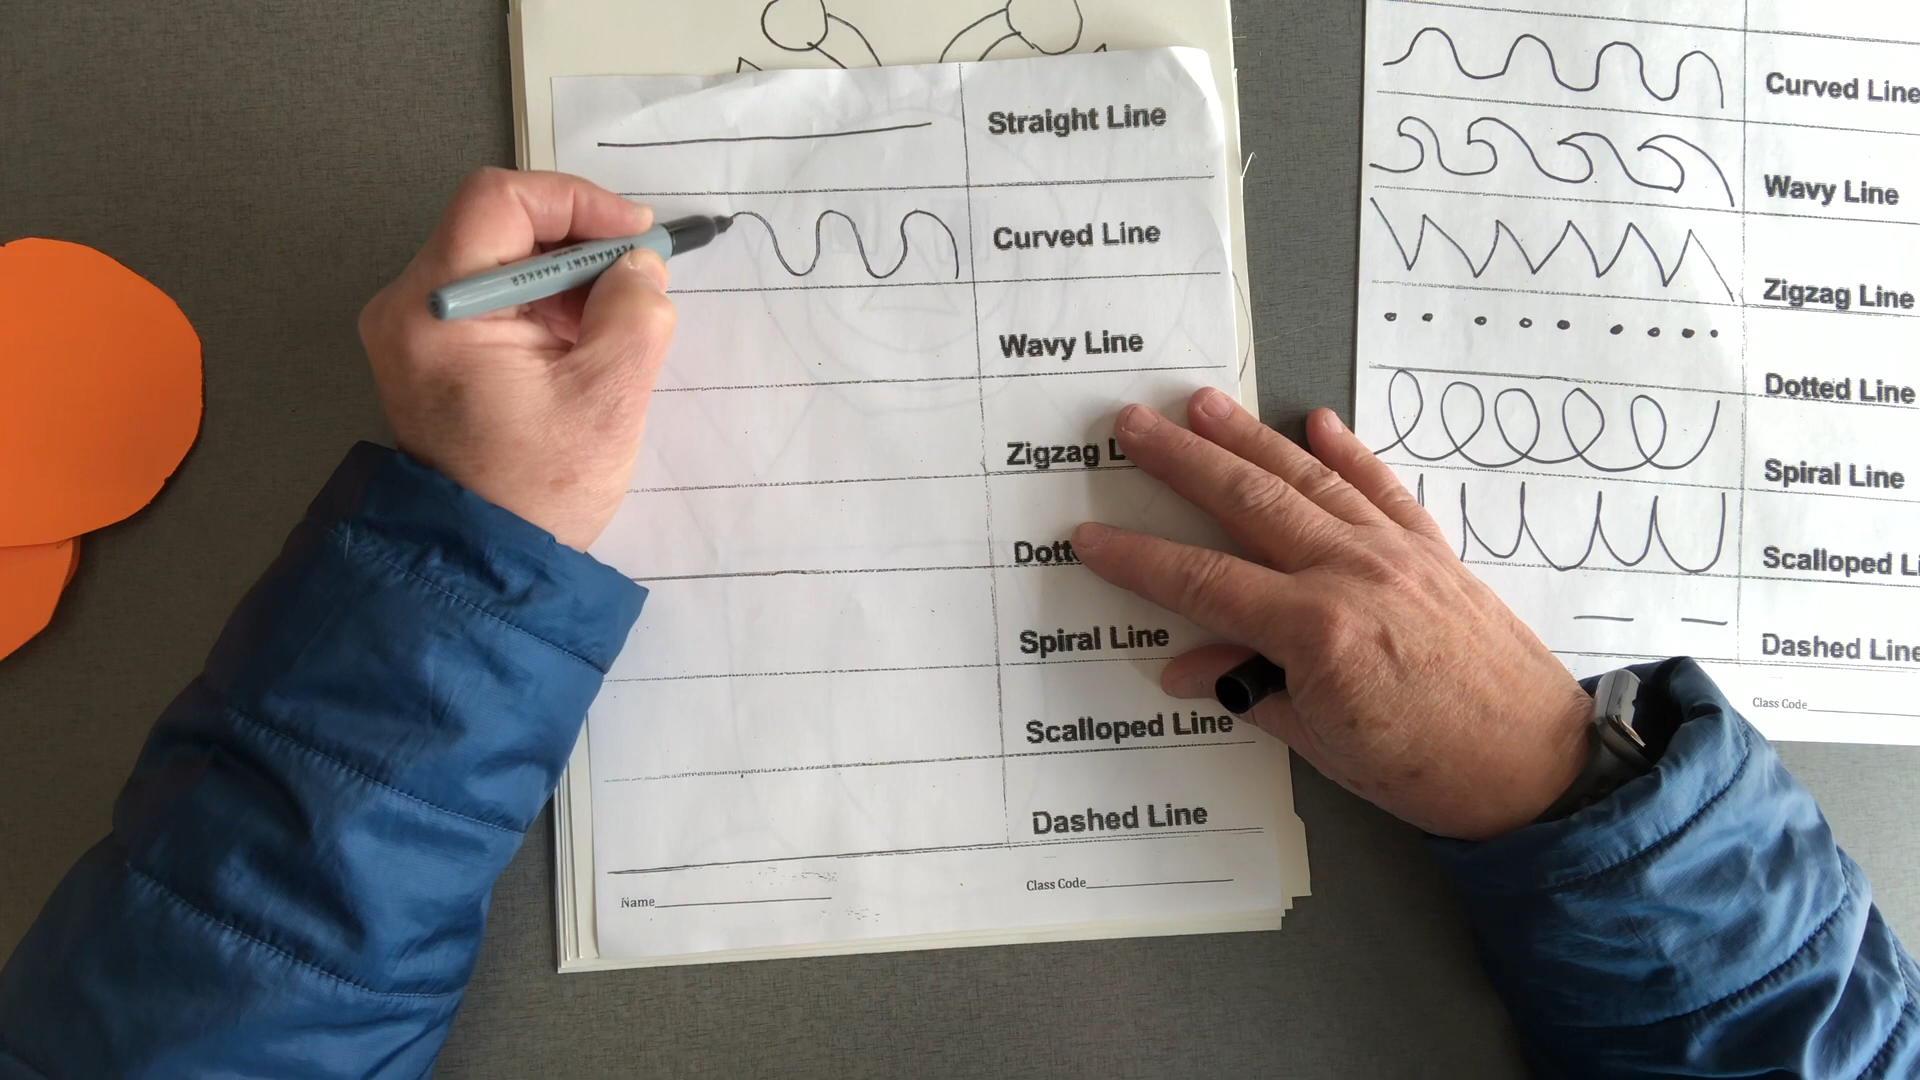 Straight Line
Curved Line
Wavy Line
Zigzag L
Dott
Spiral Line
Scalloped Line
Dashed Line
Name
Class Code
PERMANENT MARKER
Curved Line
Wavy Line
Zigzag Line
Dotted Line
Spiral Line
Scalloped Li
Dashed Line
Class Code